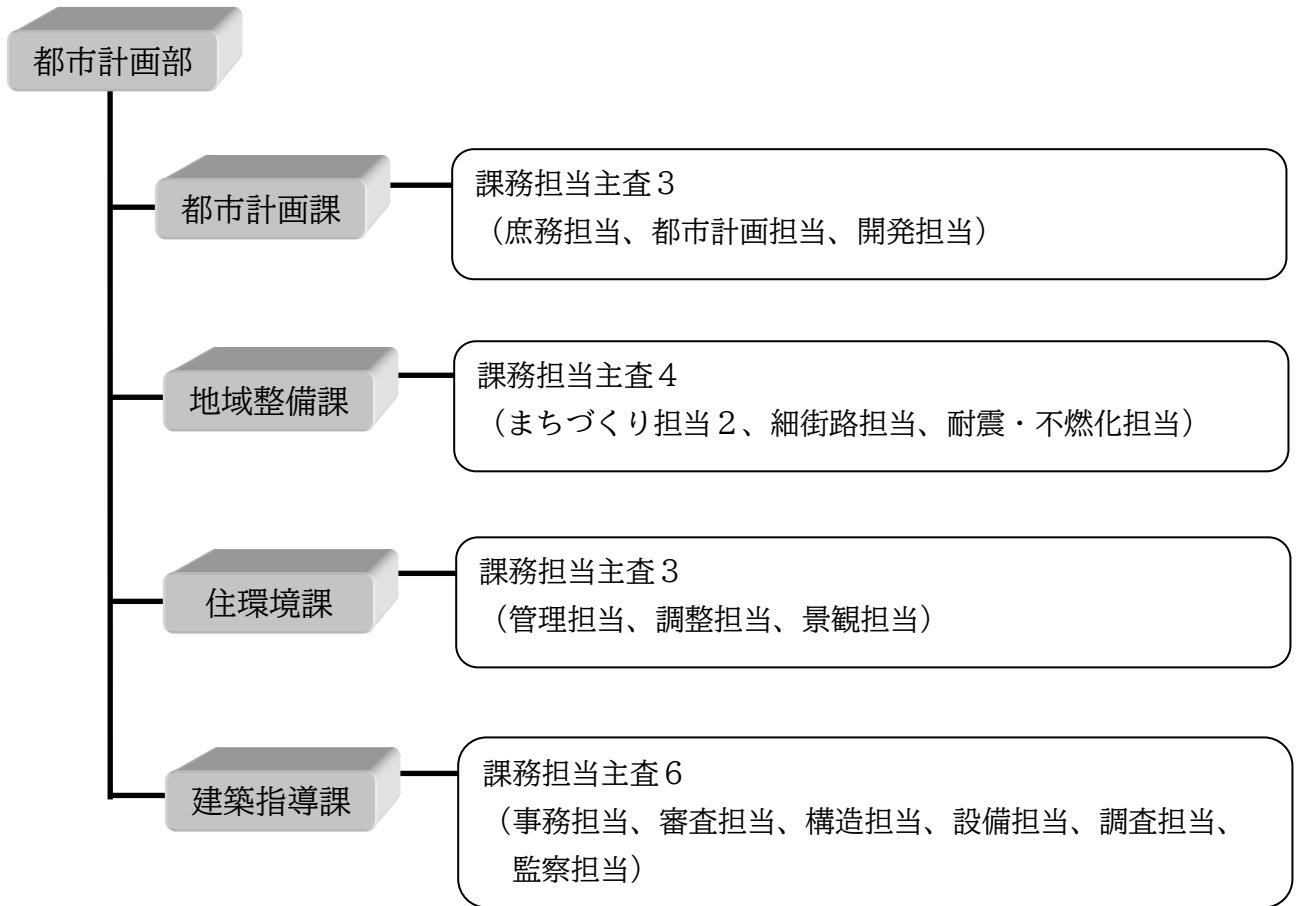 都市計画部
都市計画課
課務担当主査３
（庶務担当、都市計画担当、開発担当）
地域整備課
課務担当主査４
（まちづくり担当２、細街路担当、耐震・不燃化担当）
住環境課
課務担当主査３
（管理担当、調整担当、景観担当）
建築指導課
課務担当主査６
（事務担当、審査担当、構造担当、設備担当、調査担当、
監察担当）